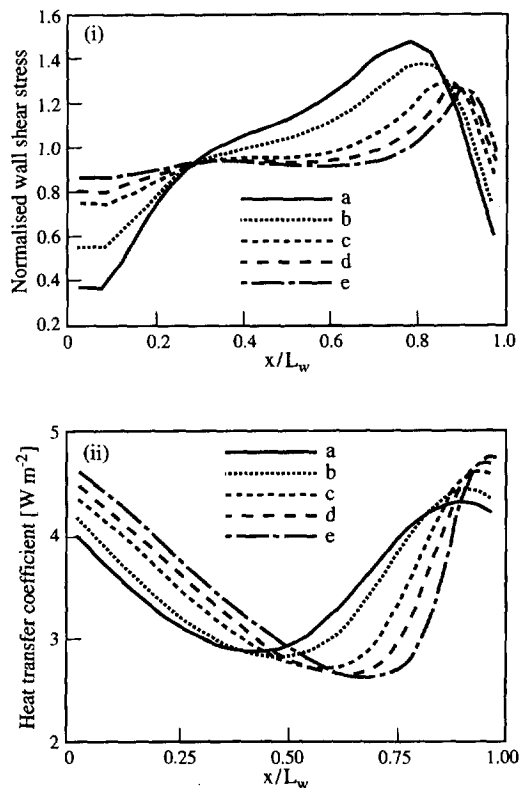 (i)
Normalised wall shear stress
1.6
1.4
1.2
1.0
0.8
0.6
0.4
0.2
a
b
c
d
e
0 0.2 0.4 0.6 0.8 1.0
x/L_w
(ii)
Heat transfer coefficient [W m⁻²]
5
4
3
2
a
b
c
d
e
0 0.25 0.50 0.75 1.00
x/L_w